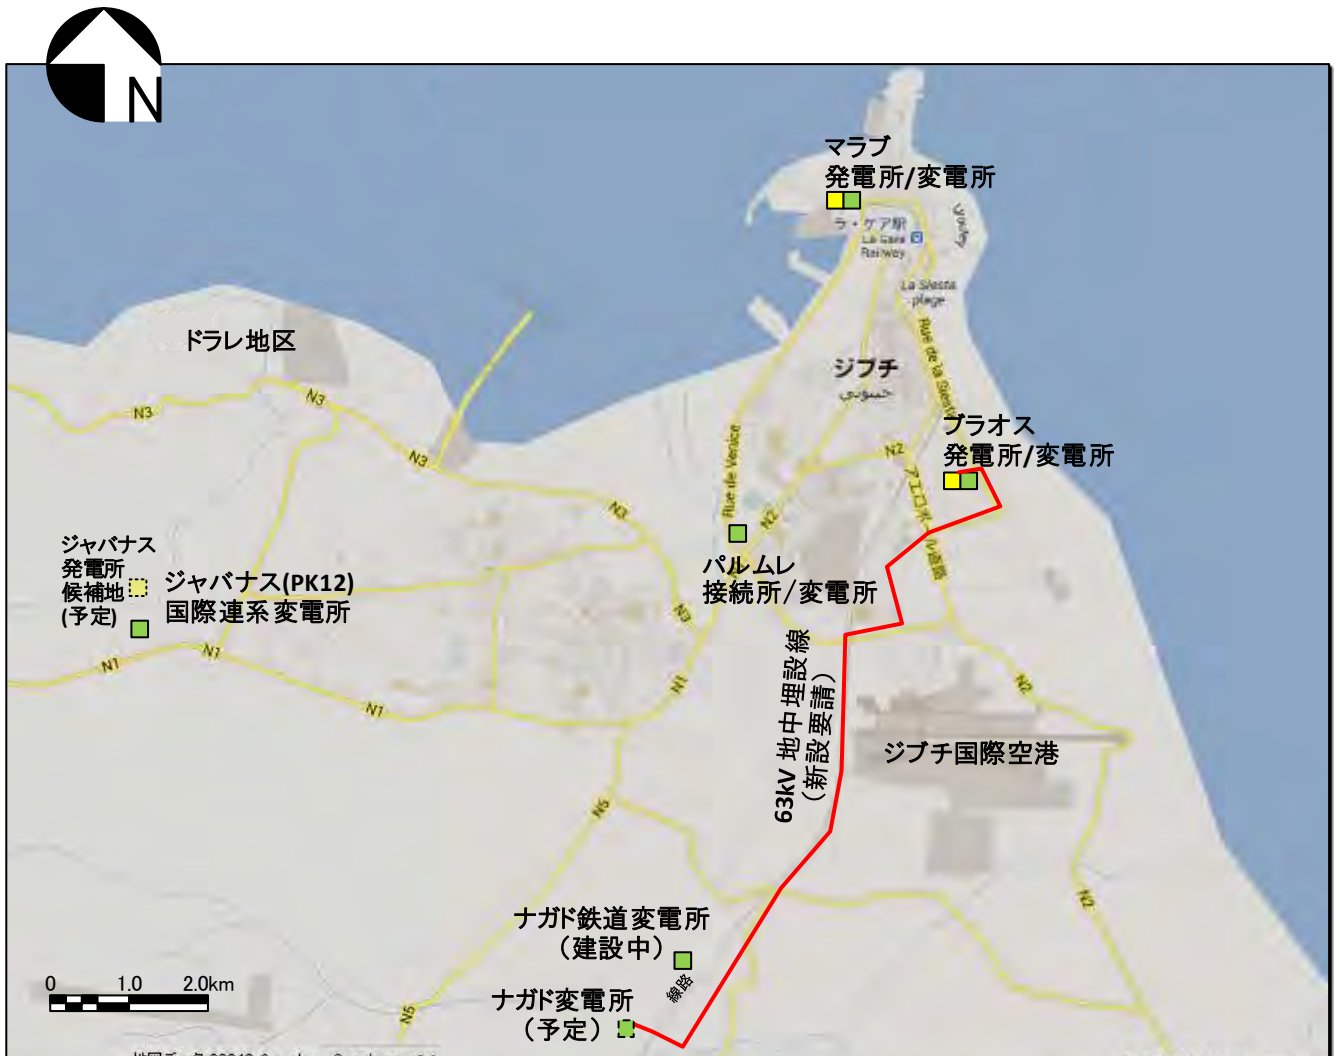 N
マラブ
発電所/変電所
ラ・ケア駅
La Gare
Railway
La Siesta
plage
ドラレ地区
ジブチ
جيبوتي
Rue de la Siesta
N3
N3
N3
N3
N3
ブラオス
発電所/変電所
N2
Rue de Venice
N2
パルムレ
接続所/変電所
ジャバナス
発電所
候補地
(予定)
ジャバナス(PK12)
国際連系変電所
N1
N1
N1
N1
63kV 地中埋設線
（新設要請）
N2
ジブチ国際空港
N5
N2
ナガド鉄道変電所
（建設中）
線路
ナガド変電所
（予定）
N5
0 1.0 2.0km